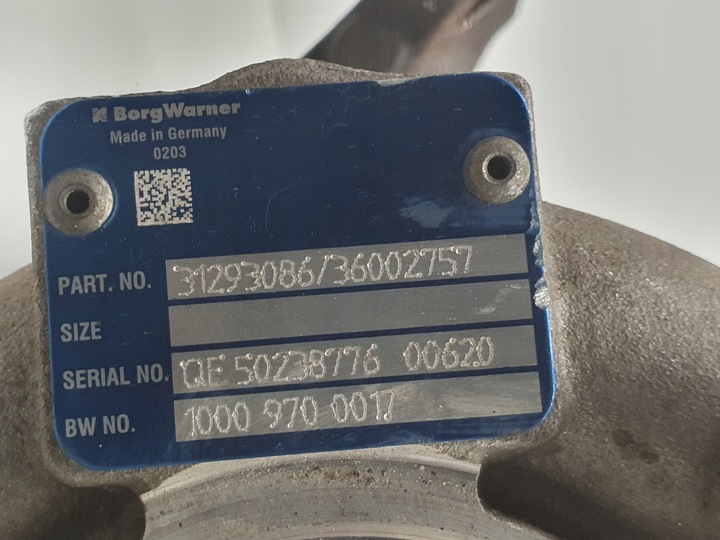 BorgWarner
Made in Germany
0203
PART. NO. 31293086/36002757
SIZE
SERIAL NO. QE 50238776 00620
BW NO. 1000 970 0017